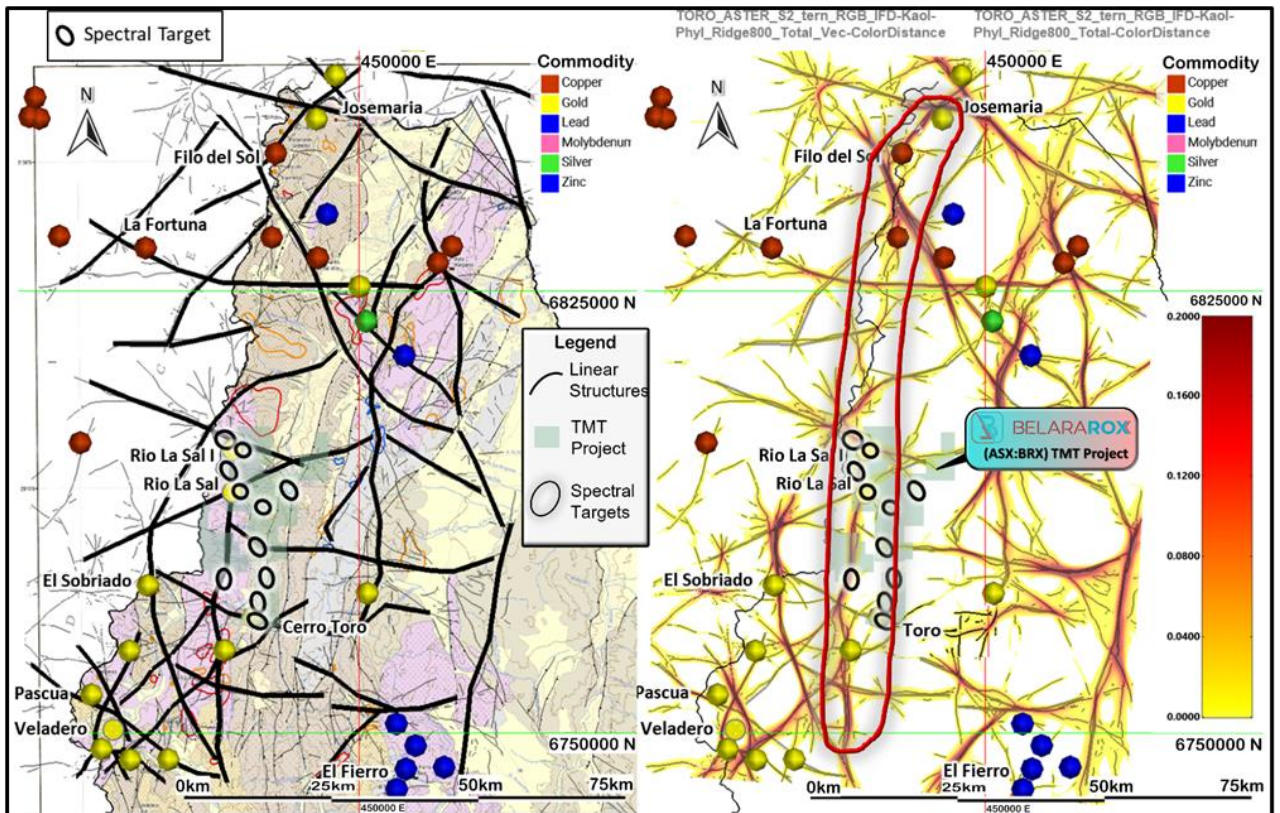 Spectral Target
450000 E
Commodity
Copper
Gold
Lead
Molybdenun
Silver
Zinc
N
Josemaria
Filo del Sol
La Fortuna
6825000 N
Legend
Linear
Structures
TMT
Project
Spectral
Targets
Rio La Sal I
Rio La Sal
El Sobriado
Cerro Toro
Pascua
Veladero
6750000 N
El Fierro
0km
25km
50km
75km
450000 E
TORO_ASTER_S2_tern_RGB_IFD-Kaol-
Phyl_Ridge800_Total_Vec-ColorDistance
TORO_ASTER_S2_tern_RGB_IFD-Kaol-
Phyl_Ridge800_Total-ColorDistance
450000 E
Commodity
Copper
Gold
Lead
Molybdenun
Silver
Zinc
N
Josemaria
Filo del Sol
La Fortuna
6825000 N
0.2000
0.1600
0.1200
0.0800
0.0400
0.0000
BELARAROX
(ASX:BRX) TMT Project
Rio La Sal I
Rio La Sal
El Sobriado
Toro
Pascua
Veladero
6750000 N
El Fierro
0km
25km
50km
75km
450000 E